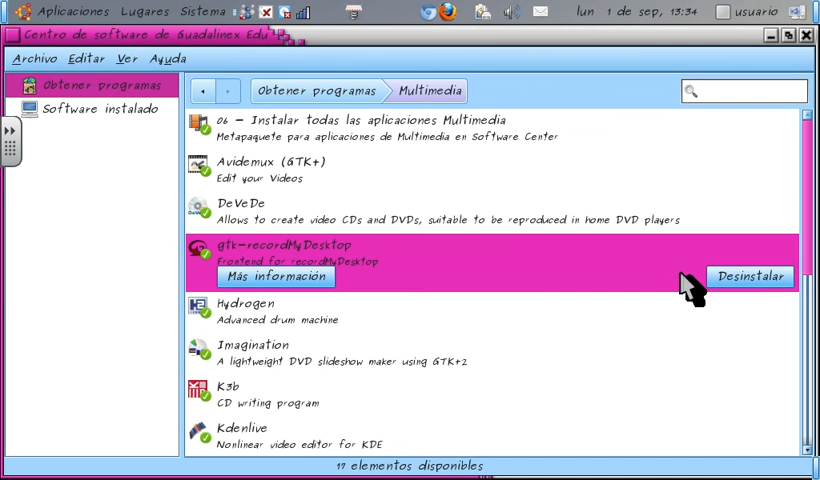 Aplicaciones Lugares Sistema lun 1 de sep, 13:34 usuario
Centro de software de Guadalinex Edu
Archivo Editar Ver Ayuda
Obtener programas
Software instalado
Obtener programas Multimedia
06 - Instalar todas las aplicaciones Multimedia
Metapaquete para aplicaciones de Multimedia en Software Center
Avidemux (GTK+)
Edit your Videos
DeVeDe
Allows to create video CDs and DVDs, suitable to be reproduced in home DVD players
gtk-recordMyDesktop
Frontend for recordMyDesktop
Más información Desinstalar
Hydrogen
Advanced drum machine
Imagination
A lightweight DVD slideshow maker using GTK+2
K3b
CD writing program
Kdenlive
Nonlinear video editor for KDE
17 elementos disponibles